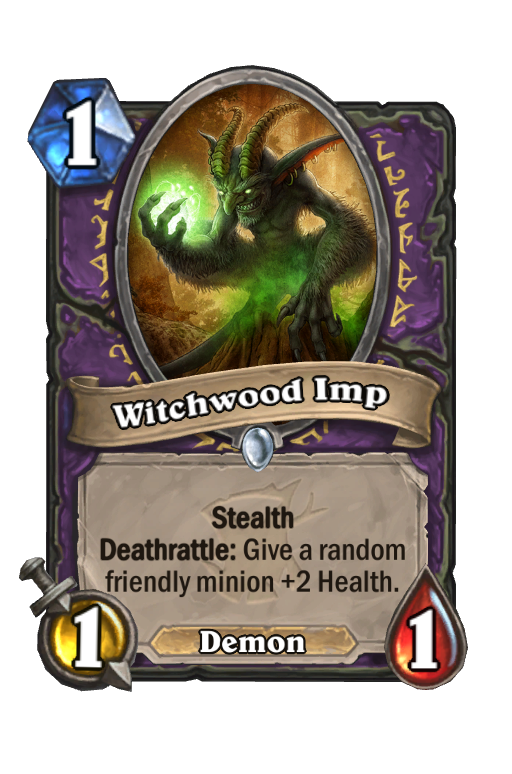 1
Witchwood Imp
Stealth
Deathrattle: Give a random
friendly minion +2 Health.
1
Demon
1